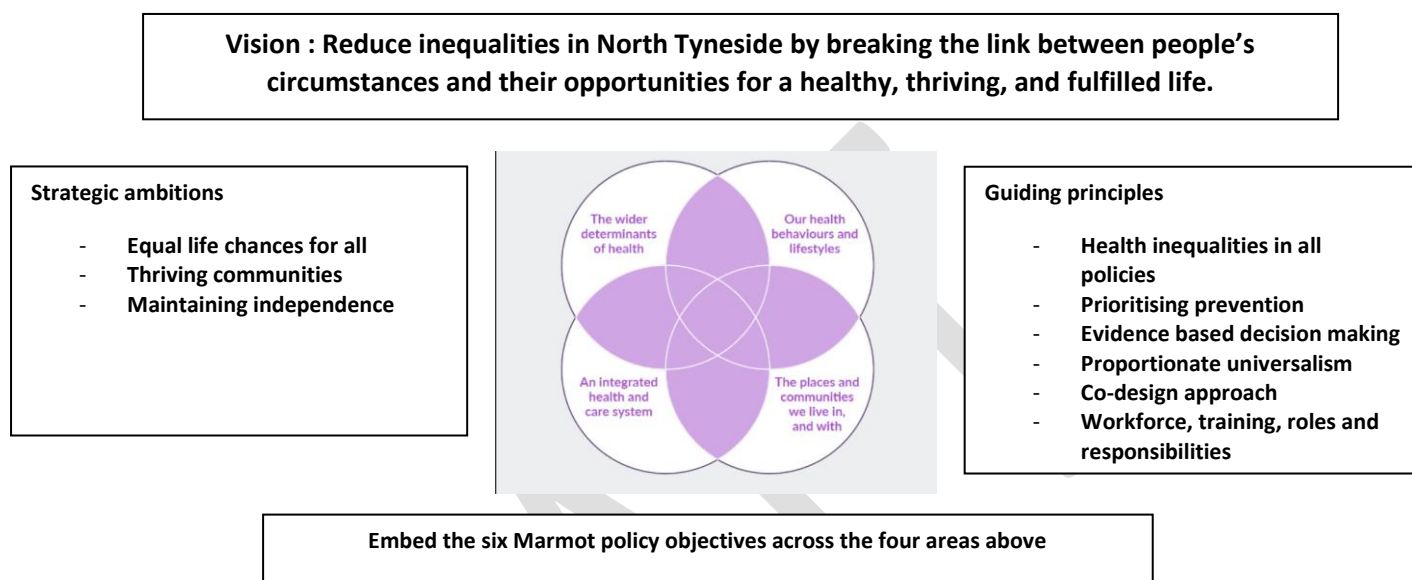 Vision : Reduce inequalities in North Tyneside by breaking the link between people’s
circumstances and their opportunities for a healthy, thriving, and fulfilled life.
Strategic ambitions
- Equal life chances for all
- Thriving communities
- Maintaining independence
The wider
determinants
of health
Our health
behaviours and
lifestyles
An integrated
health and
care system
The places and
communities
we live in,
and with
Guiding principles
- Health inequalities in all
policies
- Prioritising prevention
- Evidence based decision making
- Proportionate universalism
- Co-design approach
- Workforce, training, roles and
responsibilities
Embed the six Marmot policy objectives across the four areas above